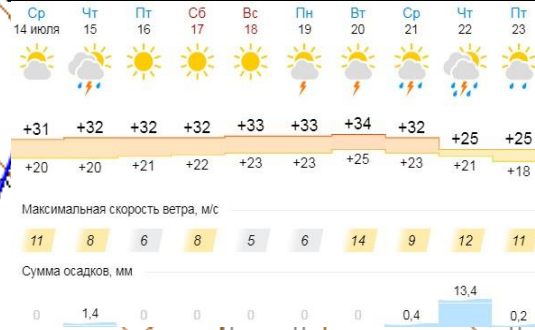 Ср Чт Пт Сб Вс Пн Вт Ср Чт Пт
14 июля 15 16 17 18 19 20 21 22 23
+31 +32 +32 +32 +33 +33 +34 +32 +25 +25
+20 +20 +21 +22 +23 +23 +25 +23 +21 +18
Максимальная скорость ветра, м/с
11 8 6 8 5 6 14 9 12 11
Сумма осадков, мм
0 1,4 0 0 0 0 0 0,4 13,4 0,2